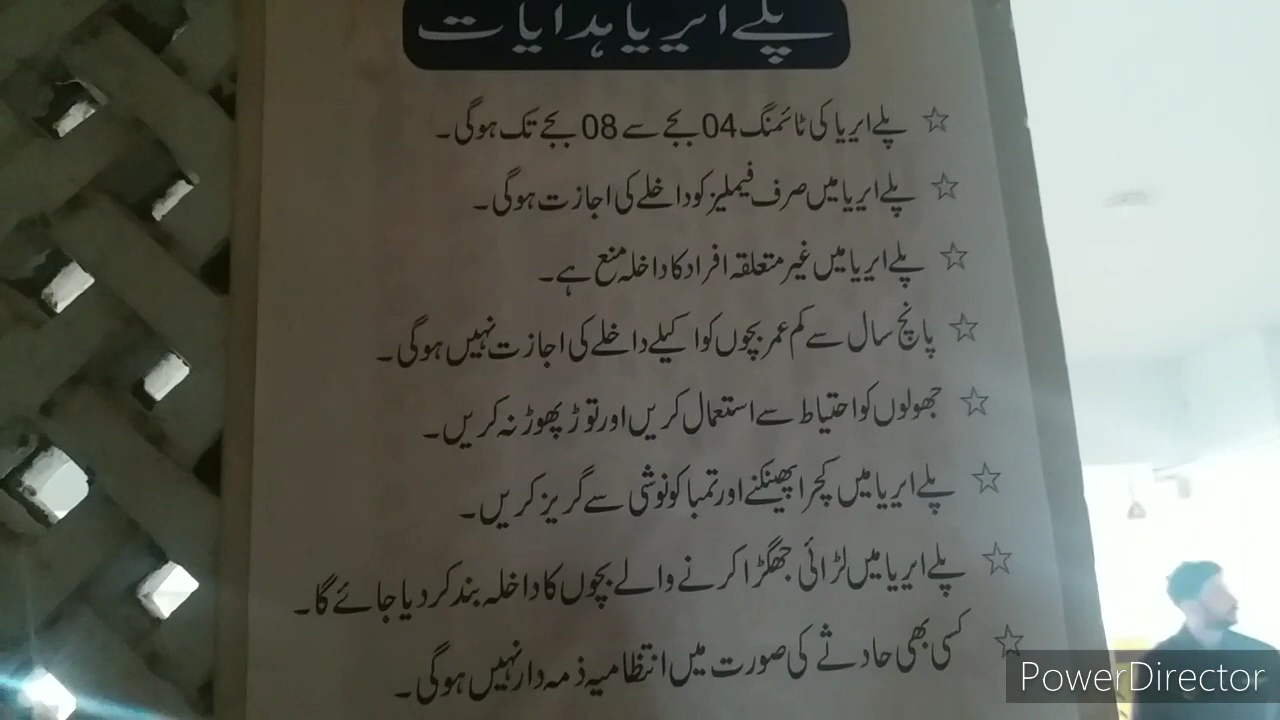 پلے ایریا ہدایات
☆ پلے ایریا کی ٹائمنگ 04 بجے سے 08 بجے تک ہوگی۔
☆ پلے ایریا میں صرف فیملیز کو داخلے کی اجازت ہوگی۔
☆ پلے ایریا میں غیر متعلقہ افراد کا داخلہ منع ہے۔
☆ پانچ سال سے کم عمر بچوں کو اکیلے داخلے کی اجازت نہیں ہوگی۔
☆ جھولوں کو احتیاط سے استعمال کریں اور توڑ پھوڑ نہ کریں۔
☆ پلے ایریا میں کچرا پھینکنے اور تمباکو نوشی سے گریز کریں۔
☆ پلے ایریا میں لڑائی جھگڑا کرنے والے بچوں کا داخلہ بند کر دیا جائے گا۔
☆ کسی بھی حادثے کی صورت میں انتظامیہ ذمہ دار نہیں ہوگی۔
PowerDirector